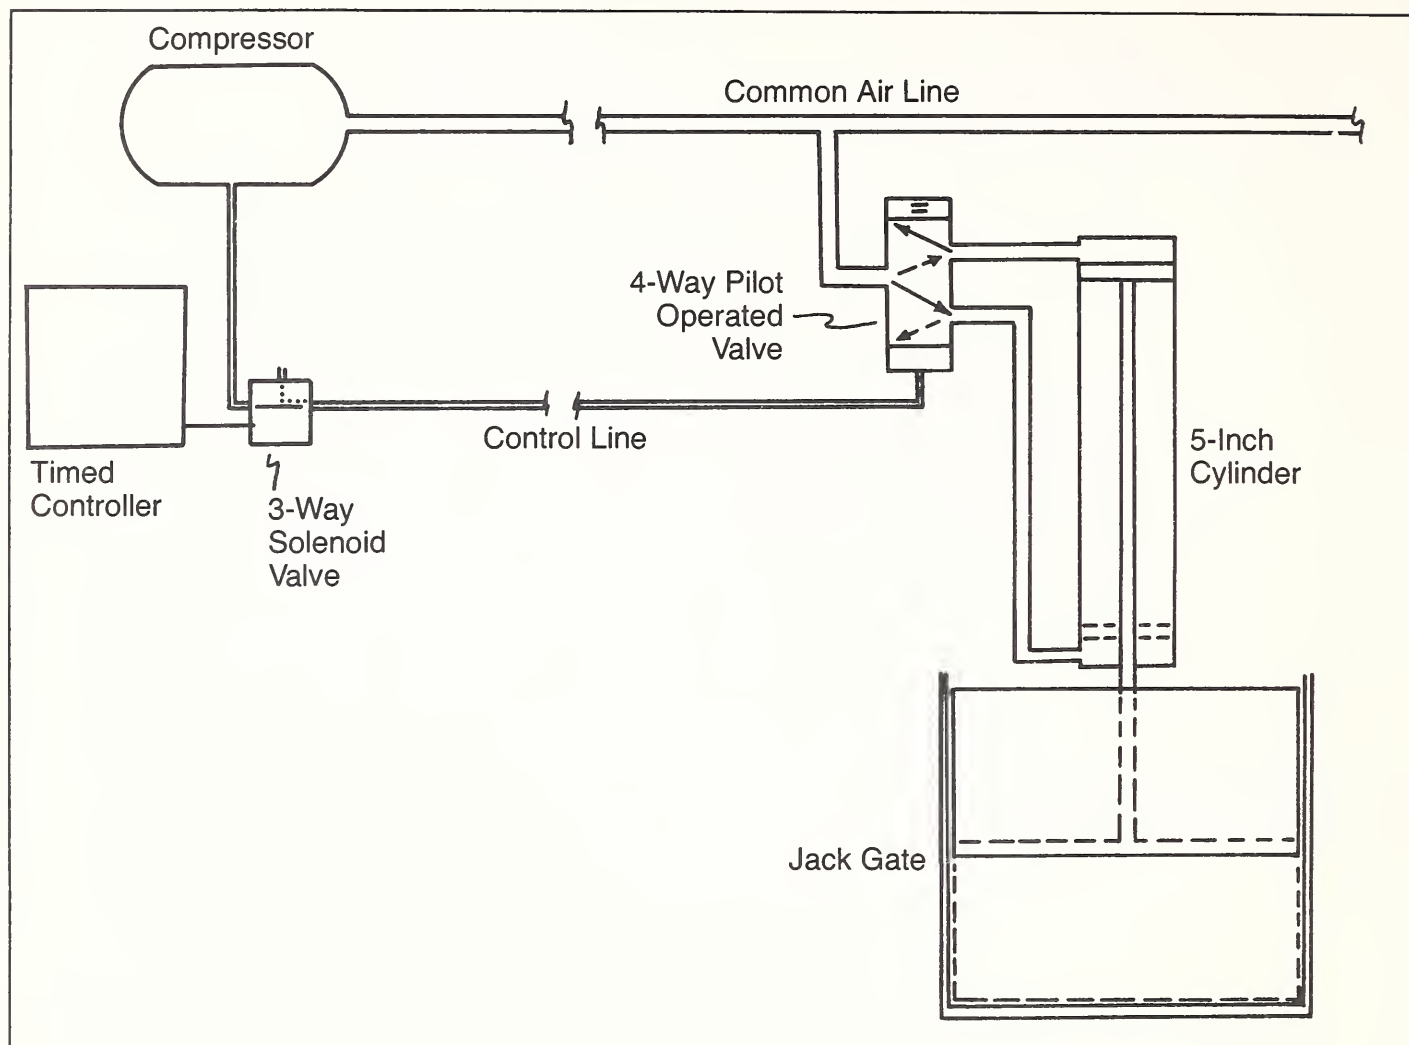 Compressor
Common Air Line
4-Way Pilot
Operated
Valve
Control Line
5-Inch
Cylinder
Timed
Controller
3-Way
Solenoid
Valve
Jack Gate